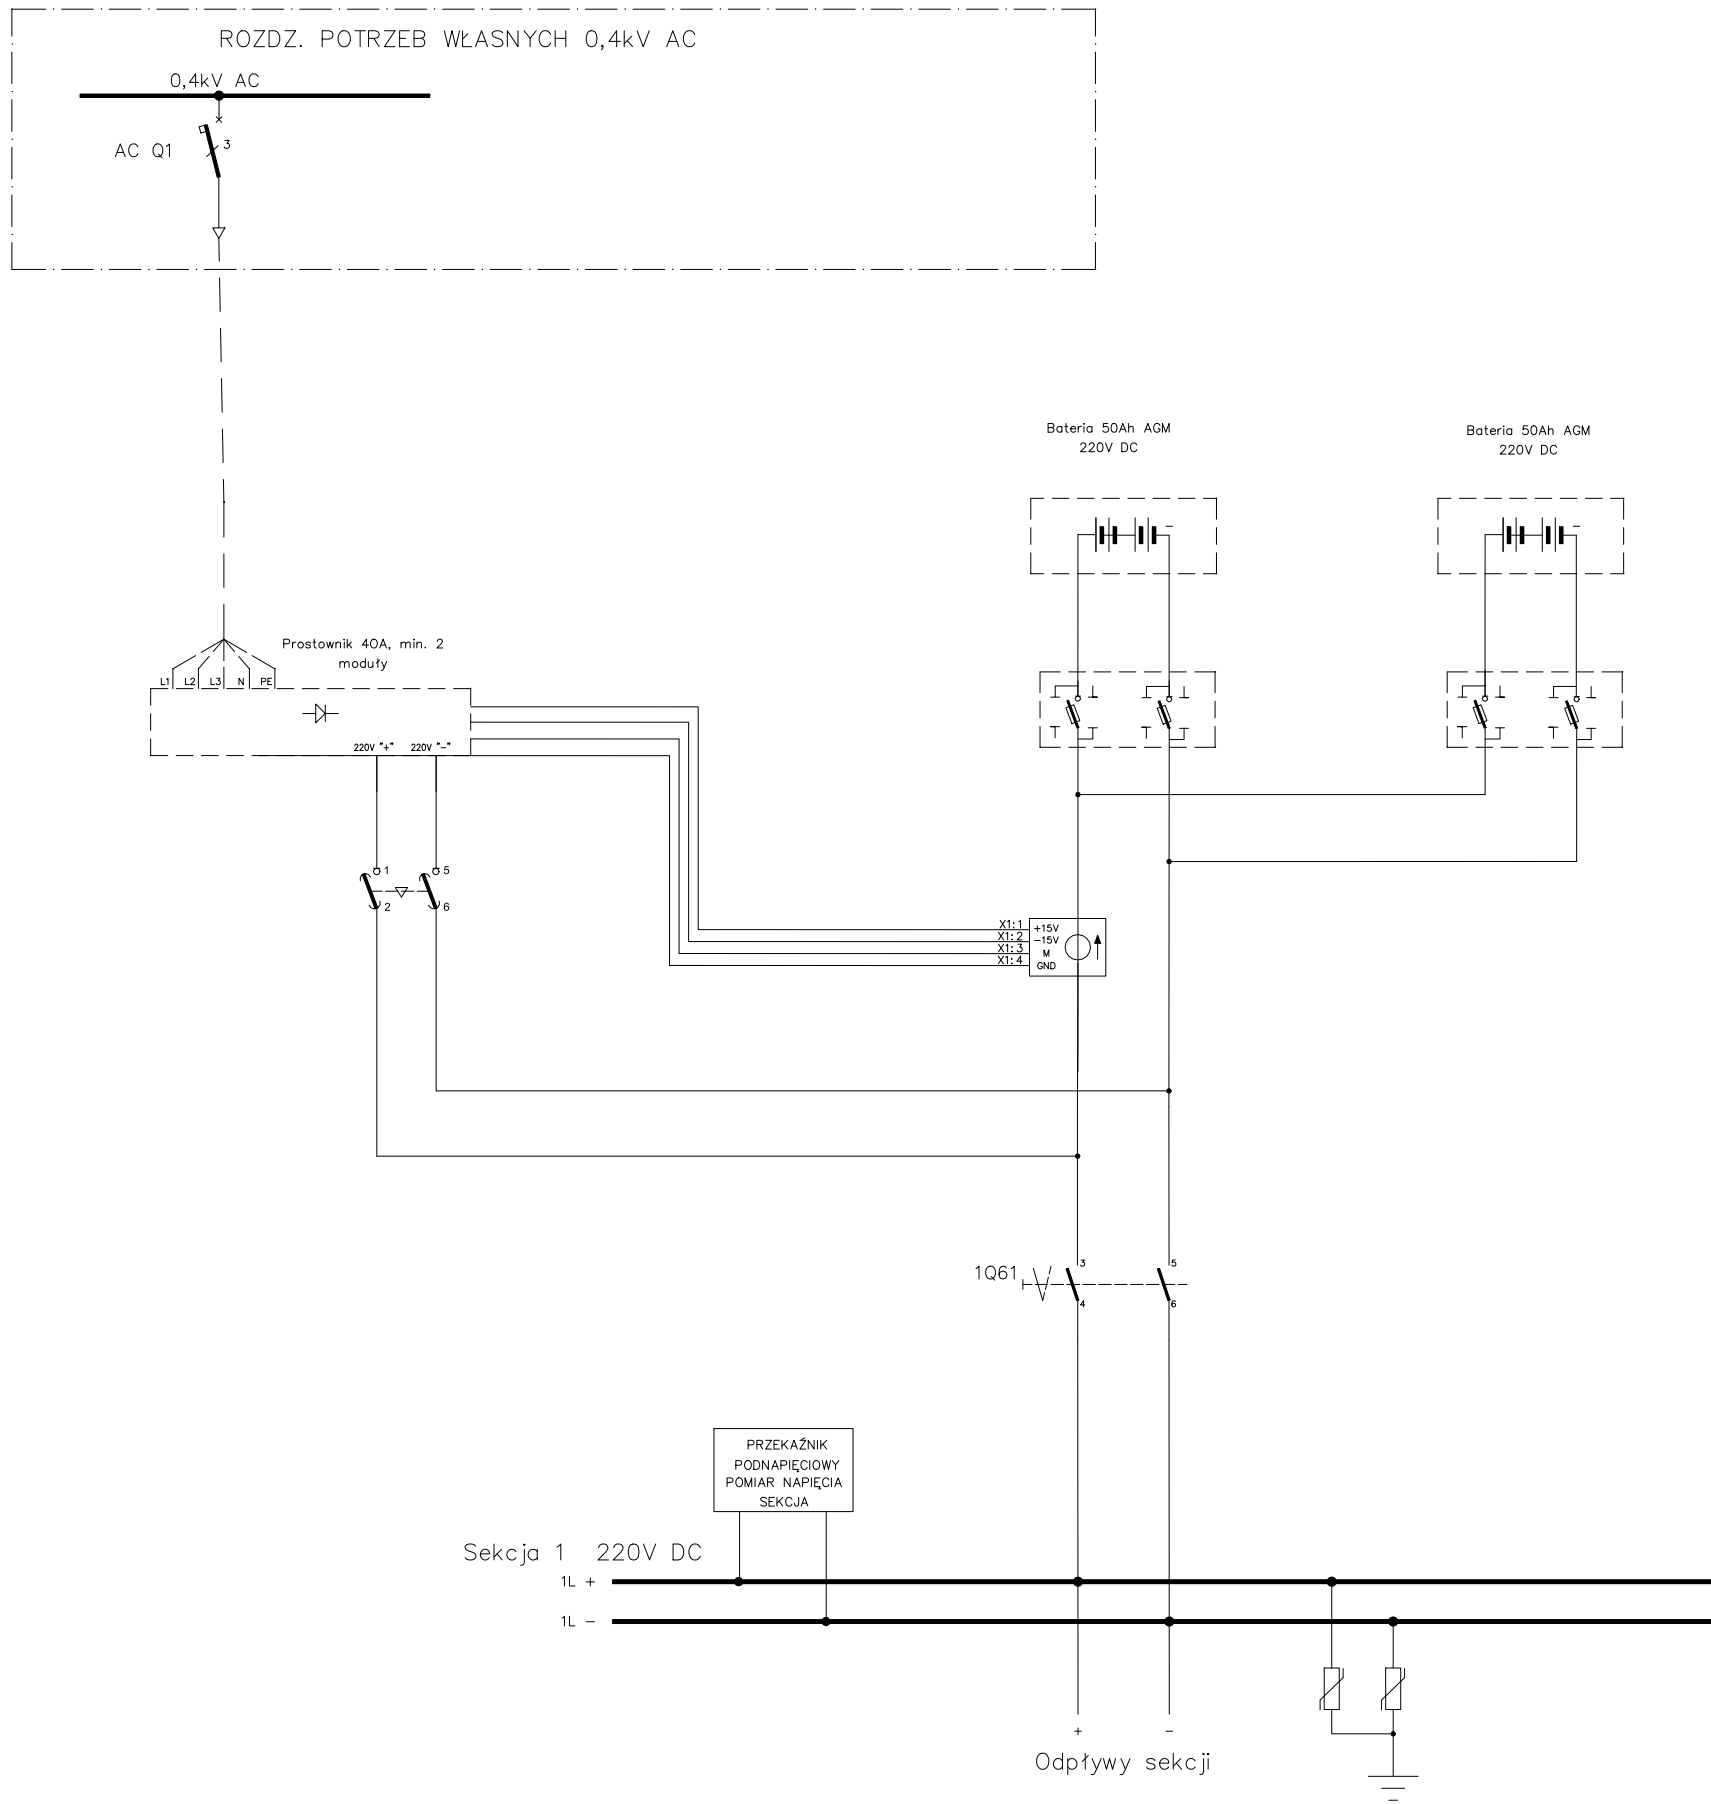 ROZDZ. POTRZEB WŁASNYCH 0,4kV AC
0,4kV AC
AC Q1
3
Bateria 50Ah AGM
220V DC
Bateria 50Ah AGM
220V DC
-
-
Prostownik 40A, min. 2
moduły
L1 L2 L3 N PE
220V "+" 220V "-"
1 5
2 6
X1:1 +15V
X1:2 -15V
X1:3 M
X1:4 GND
1Q61
3 5
4 6
PRZEKAŹNIK
PODNAPIĘCIOWY
POMIAR NAPIĘCIA
SEKCJA
Sekcja 1 220V DC
1L +
1L -
+ -
Odpływy sekcji